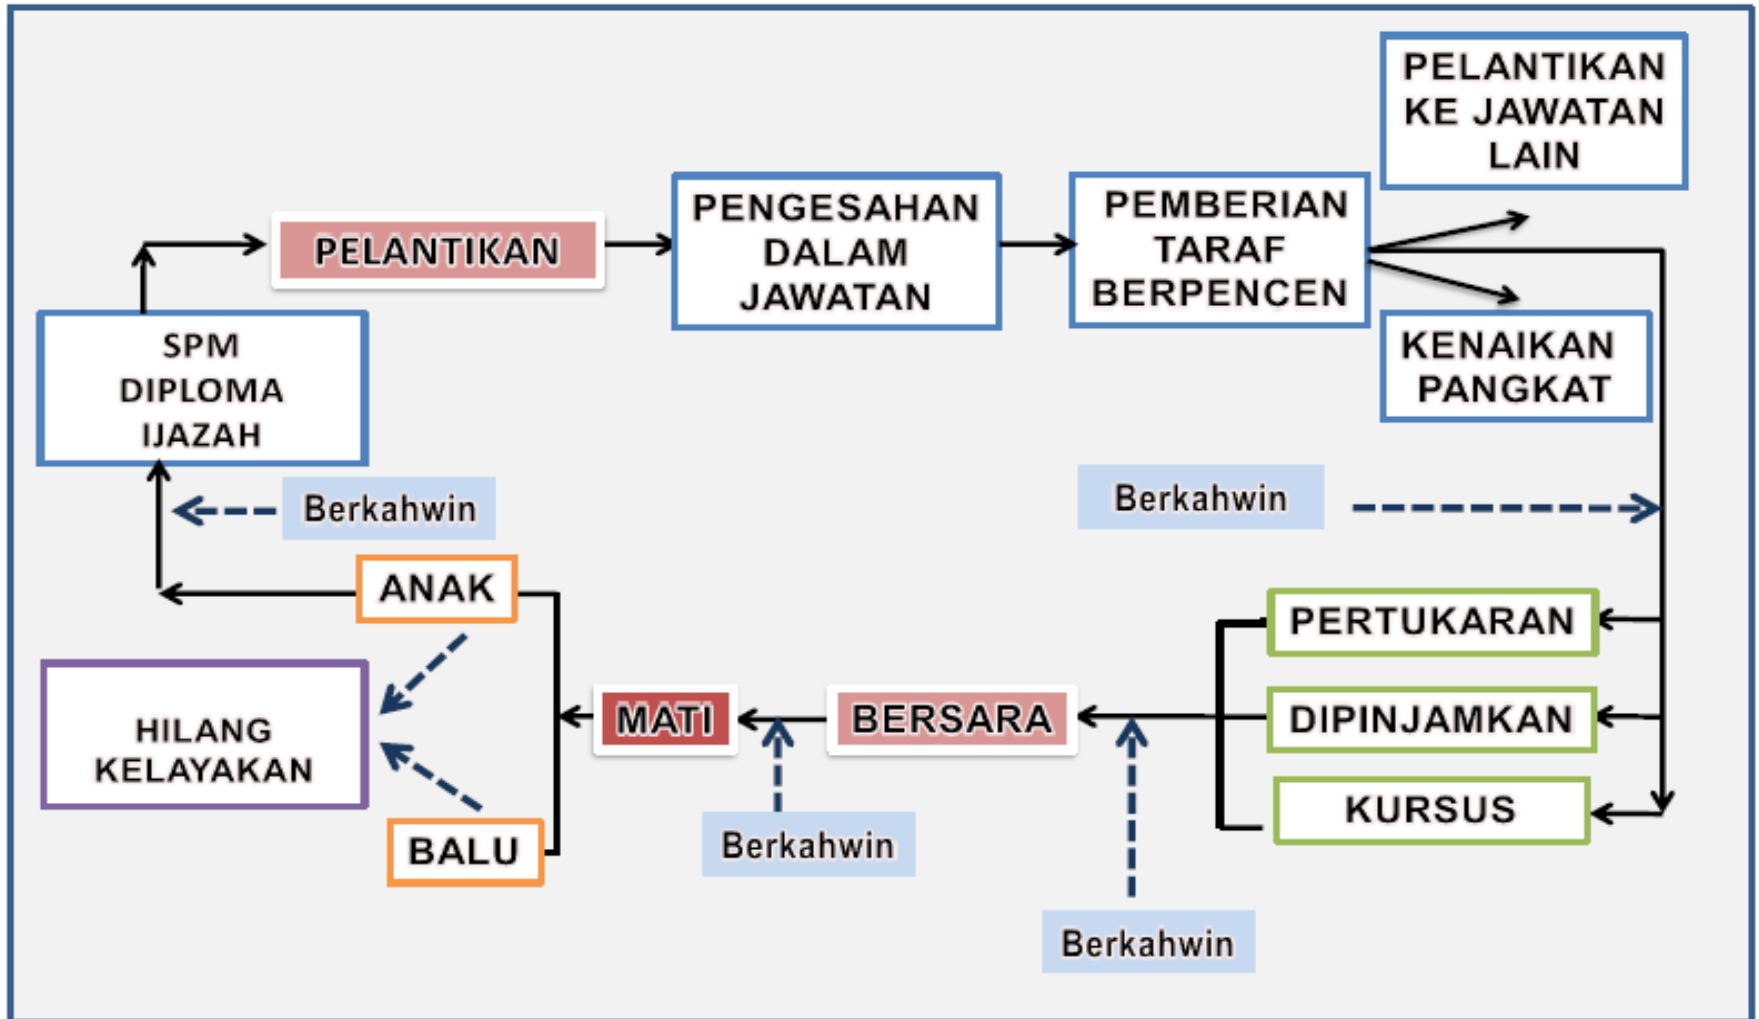 PELANTIKAN
KE JAWATAN
LAIN
PELANTIKAN
PENGESAHAN
DALAM
JAWATAN
PEMBERIAN
TARAF
BERPENCEN
SPM
DIPLOMA
IJAZAH
KENAIKAN
PANGKAT
Berkahwin
Berkahwin
ANAK
PERTUKARAN
HILANG
KELAYAKAN
MATI
BERSARA
DIPINJAMKAN
BALU
Berkahwin
KURSUS
Berkahwin